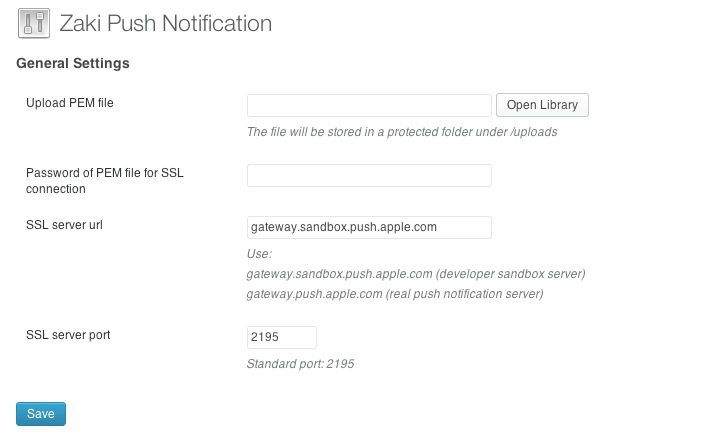 Zaki Push Notification
General Settings
Upload PEM file
Open Library
The file will be stored in a protected folder under /uploads
Password of PEM file for SSL
connection
SSL server url
gateway.sandbox.push.apple.com
Use:
gateway.sandbox.push.apple.com (developer sandbox server)
gateway.push.apple.com (real push notification server)
SSL server port
2195
Standard port: 2195
Save